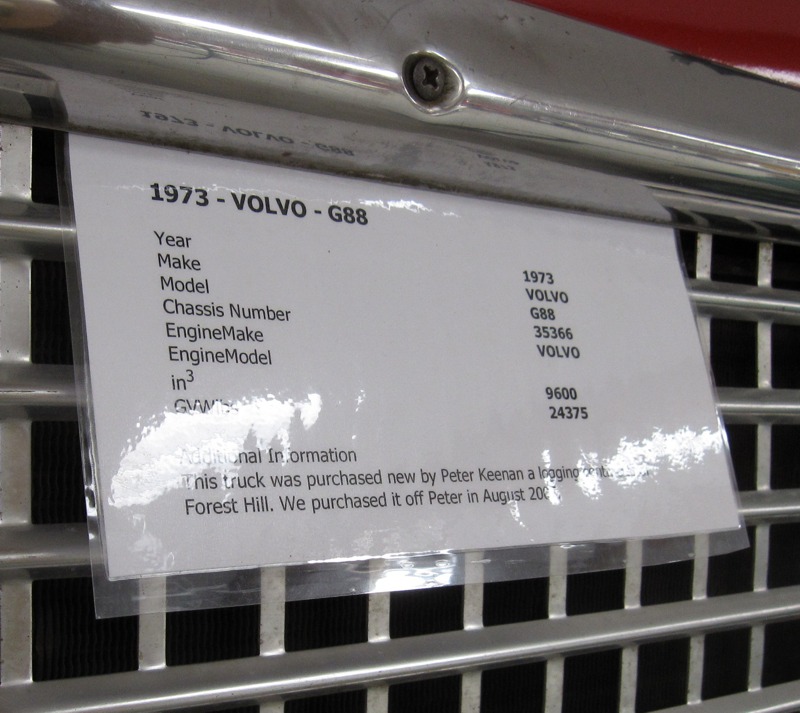 1973 - VOLVO - G88
Year 1973
Make VOLVO
Model G88
Chassis Number 35366
EngineMake VOLVO
EngineModel
in³ 9600
GVW 24375
Additional Information
This truck was purchased new by Peter Keenan a logging
Forest Hill. We purchased it off Peter in August